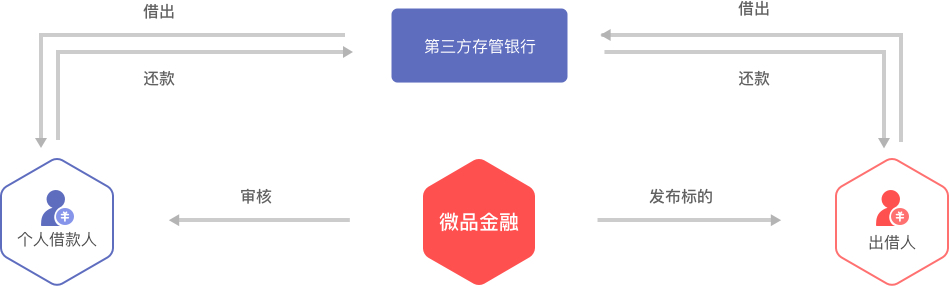 借出
借出
第三方存管银行
还款
还款
审核
发布标的
微品金融
个人借款人
出借人